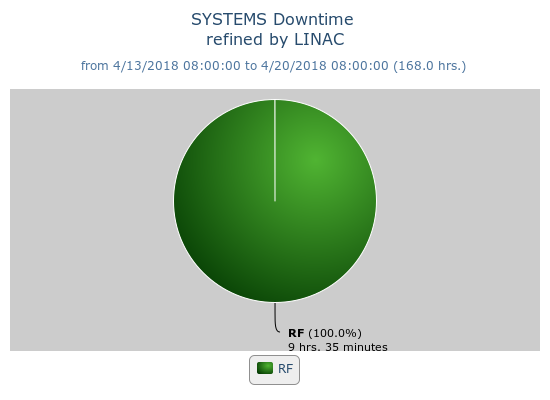 SYSTEMS Downtime
refined by LINAC
from 4/13/2018 08:00:00 to 4/20/2018 08:00:00 (168.0 hrs.)
RF (100.0%)
9 hrs, 35 minutes
RF